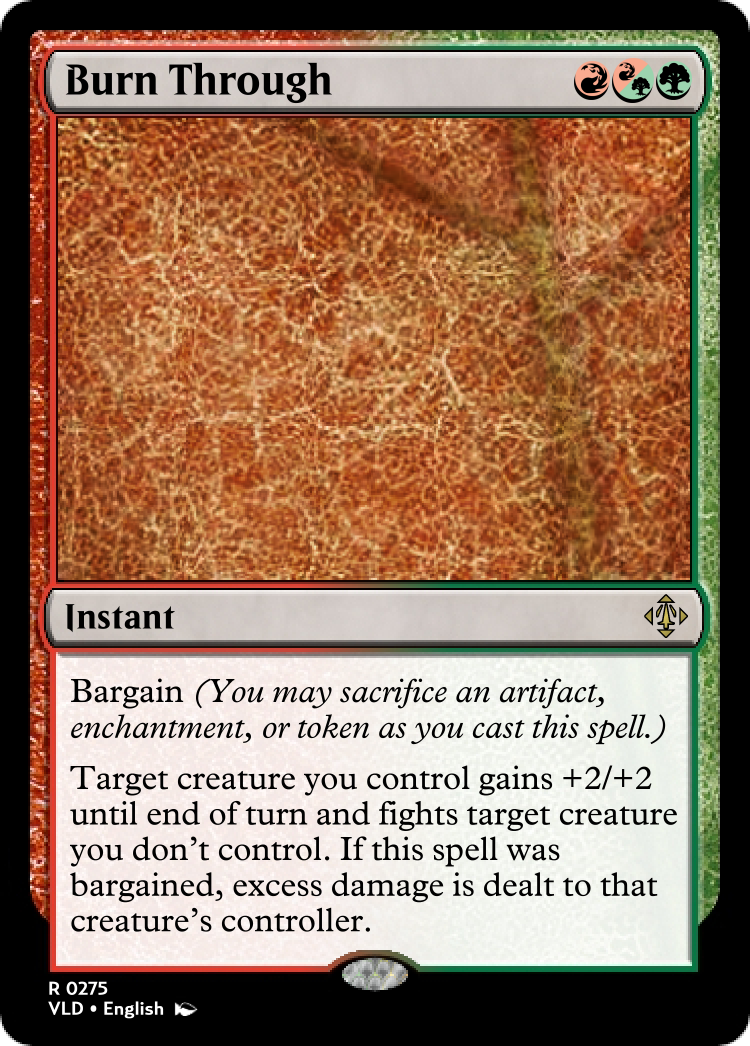 Burn Through
Instant
Bargain (You may sacrifice an artifact,
enchantment, or token as you cast this spell.)
Target creature you control gains +2/+2
until end of turn and fights target creature
you don't control. If this spell was
bargained, excess damage is dealt to that
creature's controller.
R 0275
VLD • English